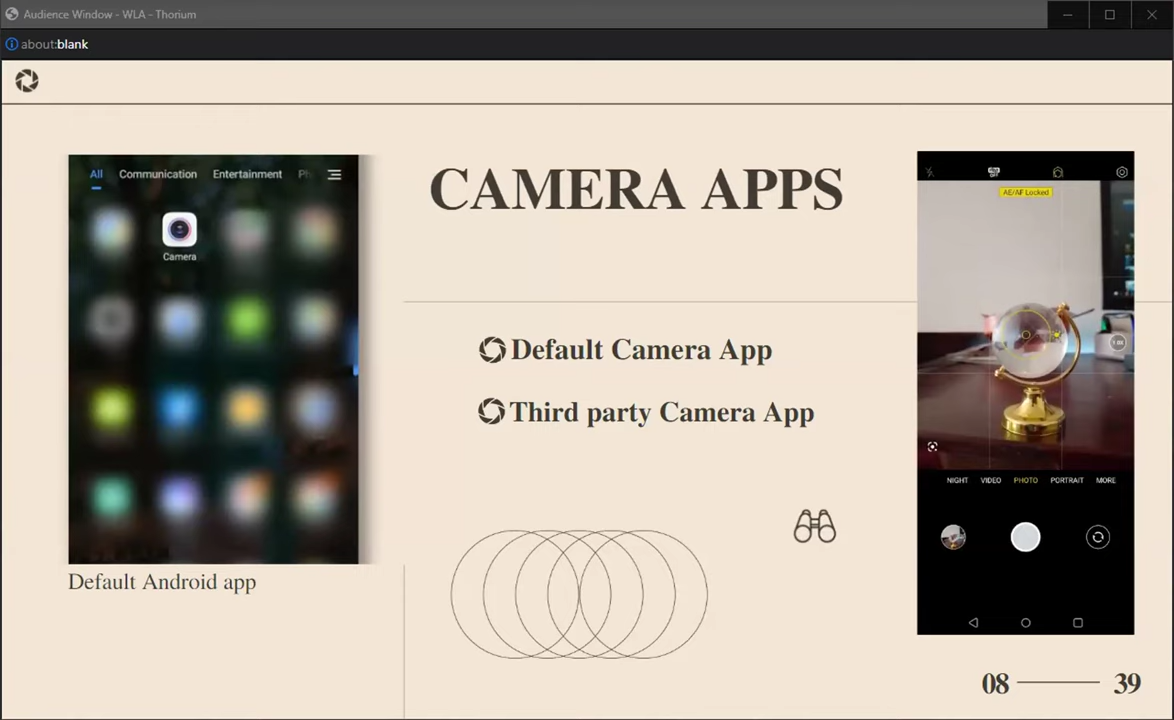 Audience Window - WLA - Thorium
about:blank
All Communication Entertainment
Camera
Default Android app
CAMERA APPS
Default Camera App
Third party Camera App
AE/AF Locked
NIGHT VIDEO PHOTO PORTRAIT MORE
08 39